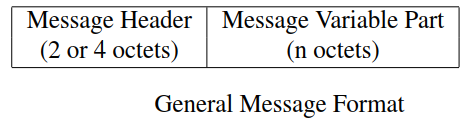 Message Header Message Variable Part
(2 or 4 octets) (n octets)
General Message Format